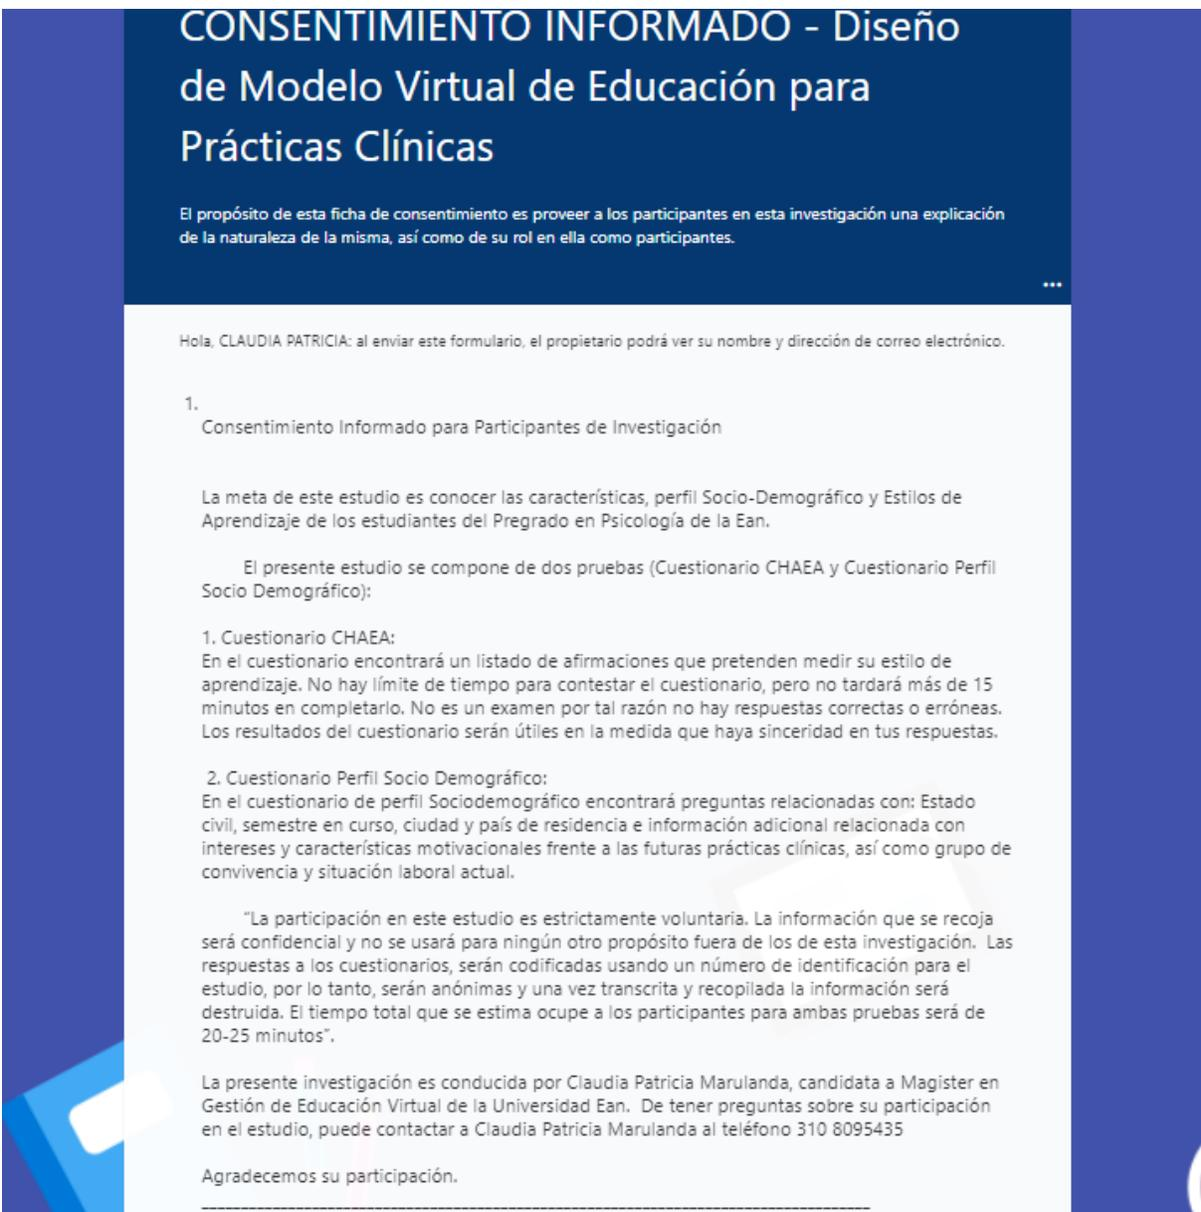 CONSENTIMIENTO INFORMADO - Diseño
de Modelo Virtual de Educación para
Prácticas Clínicas
El propósito de esta ficha de consentimiento es proveer a los participantes en esta investigación una explicación
de la naturaleza de la misma, así como de su rol en ella como participantes.
...
Hola, CLAUDIA PATRICIA: al enviar este formulario, el propietario podrá ver su nombre y dirección de correo electrónico.
1.
Consentimiento Informado para Participantes de Investigación
La meta de este estudio es conocer las características, perfil Socio-Demográfico y Estilos de
Aprendizaje de los estudiantes del Pregrado en Psicología de la Ean.
El presente estudio se compone de dos pruebas (Cuestionario CHAEA y Cuestionario Perfil
Socio Demográfico):
1. Cuestionario CHAEA:
En el cuestionario encontrará un listado de afirmaciones que pretenden medir su estilo de
aprendizaje. No hay límite de tiempo para contestar el cuestionario, pero no tardará más de 15
minutos en completarlo. No es un examen por tal razón no hay respuestas correctas o erróneas.
Los resultados del cuestionario serán útiles en la medida que haya sinceridad en tus respuestas.
2. Cuestionario Perfil Socio Demográfico:
En el cuestionario de perfil Sociodemográfico encontrará preguntas relacionadas con: Estado
civil, semestre en curso, ciudad y país de residencia e información adicional relacionada con
intereses y características motivacionales frente a las futuras prácticas clínicas, así como grupo de
convivencia y situación laboral actual.
“La participación en este estudio es estrictamente voluntaria. La información que se recoja
será confidencial y no se usará para ningún otro propósito fuera de los de esta investigación.  Las
respuestas a los cuestionarios, serán codificadas usando un número de identificación para el
estudio, por lo tanto, serán anónimas y una vez transcrita y recopilada la información será
destruida. El tiempo total que se estima ocupe a los participantes para ambas pruebas será de
20-25 minutos”.
La presente investigación es conducida por Claudia Patricia Marulanda, candidata a Magister en
Gestión de Educación Virtual de la Universidad Ean.  De tener preguntas sobre su participación
en el estudio, puede contactar a Claudia Patricia Marulanda al teléfono 310 8095435
Agradecemos su participación.